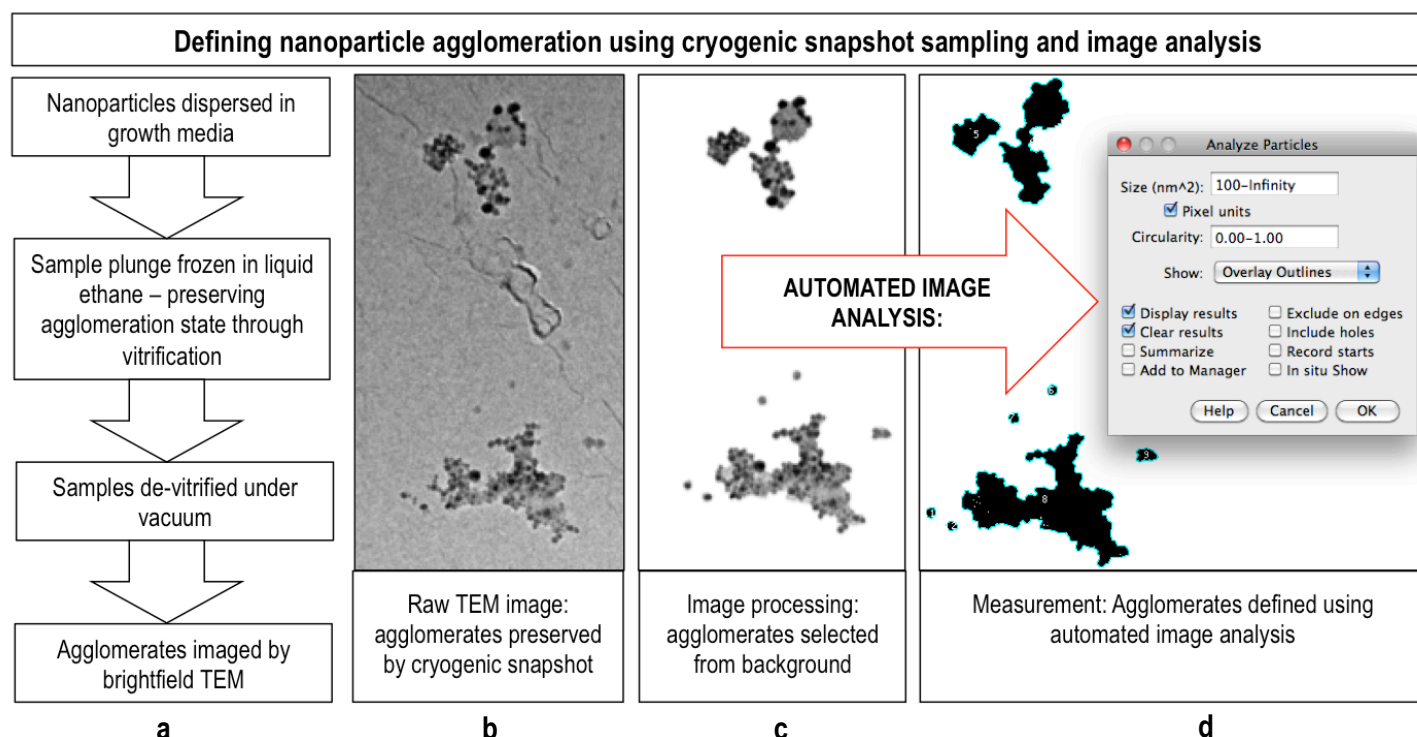 Defining nanoparticle agglomeration using cryogenic snapshot sampling and image analysis
Nanoparticles dispersed in
growth media
Sample plunge frozen in liquid
ethane – preserving
agglomeration state through
vitrification
Samples de-vitrified under
vacuum
Agglomerates imaged by
brightfield TEM
a
Raw TEM image:
agglomerates preserved
by cryogenic snapshot
b
Image processing:
agglomerates selected
from background
c
AUTOMATED IMAGE
ANALYSIS:
5
8
9
Analyze Particles
Size (nm^2): 100-Infinity
Pixel units
Circularity: 0.00-1.00
Show: Overlay Outlines
Display results Exclude on edges
Clear results Include holes
Summarize Record starts
Add to Manager In situ Show
Help Cancel OK
Measurement: Agglomerates defined using
automated image analysis
d